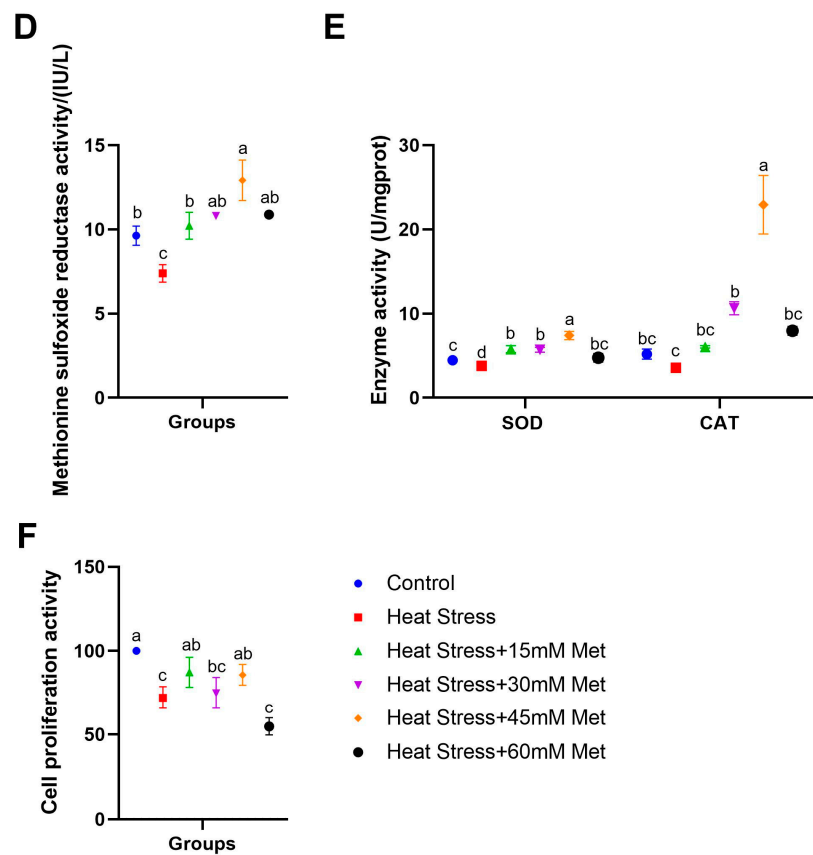 D
Methionine sulfoxide reductase activity/(IU/L)
15
10
5
0
b
c
b
ab
a
ab
Groups
E
Enzyme activity (U/mgprot)
30
20
10
0
c
d
b
b
a
bc
bc
c
bc
b
a
bc
SOD
CAT
F
Cell proliferation activity
150
100
50
0
a
c
ab
bc
ab
c
Groups
Control
Heat Stress
Heat Stress+15mM Met
Heat Stress+30mM Met
Heat Stress+45mM Met
Heat Stress+60mM Met